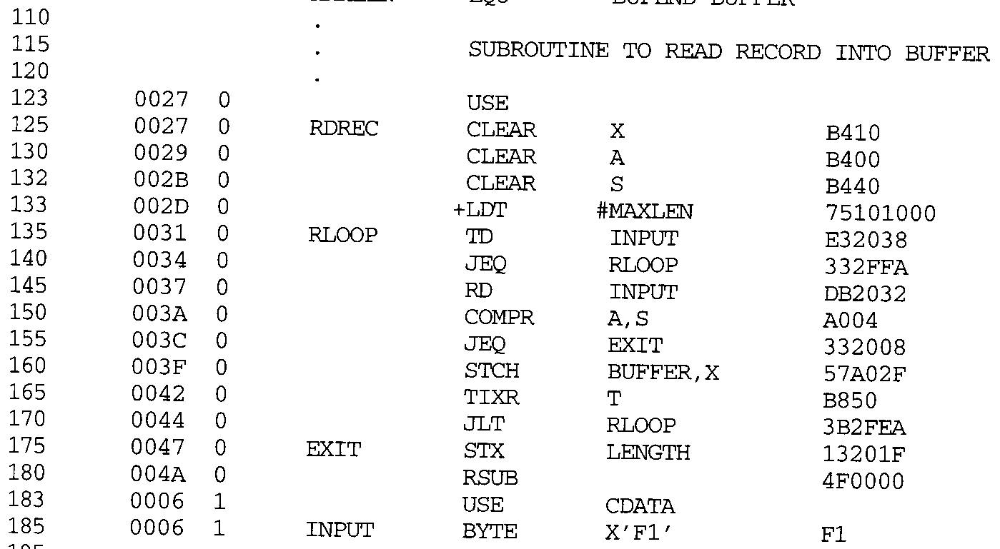 110 .
115 . SUBROUTINE TO READ RECORD INTO BUFFER
120 .
123 0027 0 USE
125 0027 0 RDREC CLEAR X B410
130 0029 0 CLEAR A B400
132 002B 0 CLEAR S B440
133 002D 0 +LDT #MAXLEN 75101000
135 0031 0 RLOOP TD INPUT E32038
140 0034 0 JEQ RLOOP 332FFA
145 0037 0 RD INPUT DB2032
150 003A 0 COMPR A,S A004
155 003C 0 JEQ EXIT 332008
160 003F 0 STCH BUFFER,X 57A02F
165 0042 0 TIXR T B850
170 0044 0 JLT RLOOP 3B2FEA
175 0047 0 EXIT STX LENGTH 13201F
180 004A 0 RSUB 4F0000
183 0006 1 USE CDATA
185 0006 1 INPUT BYTE X'F1' F1